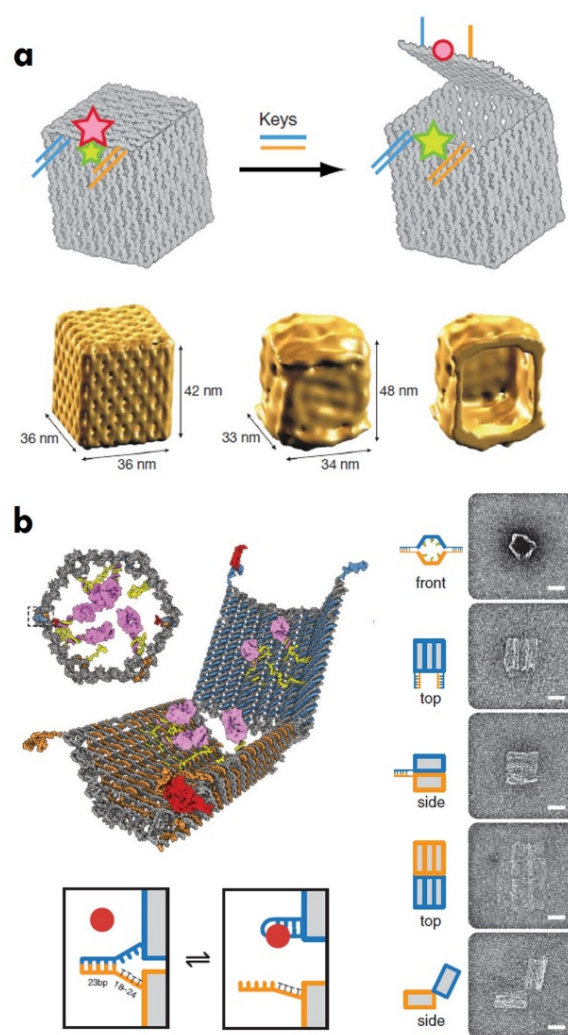 a
Keys
42 nm
36 nm
36 nm
48 nm
33 nm
34 nm
b
front
top
side
top
side
23bp 18–24